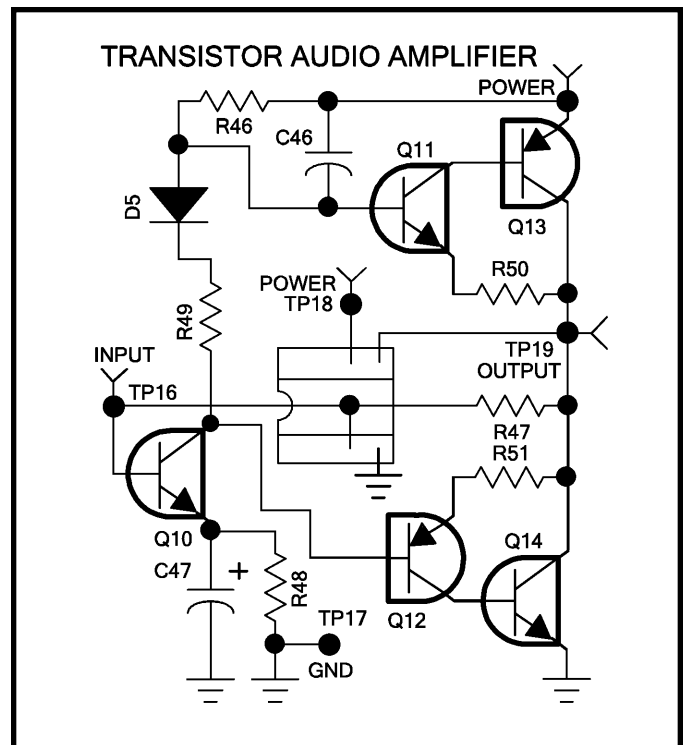 TRANSISTOR AUDIO AMPLIFIER
POWER
R46
C46
Q11
D5
Q13
R50
POWER
TP18
R49
INPUT
TP16
TP19
OUTPUT
R47
R51
Q10
Q14
C47
+
R48
TP17
Q12
GND